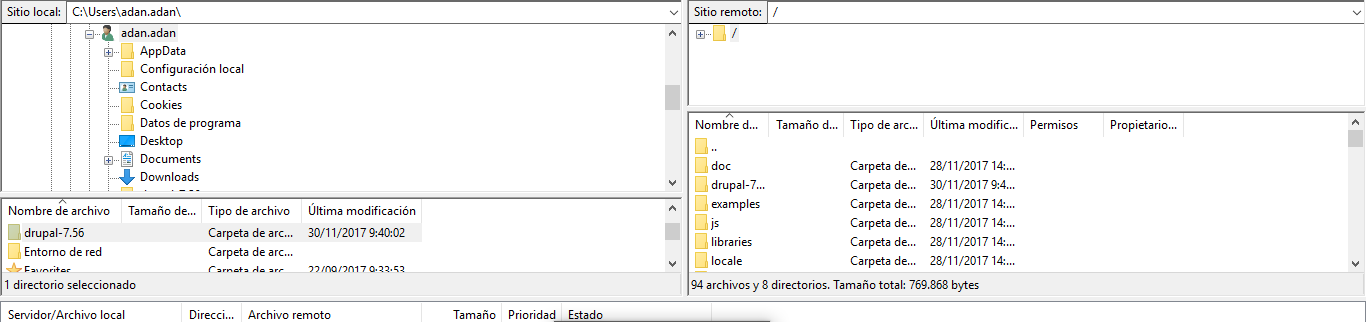 Sitio local: C:\Users\adan.adan\
adan.adan
AppData
Configuración local
Contacts
Cookies
Datos de programa
Desktop
Documents
Downloads
Nombre de archivo Tamaño de... Tipo de archivo Última modificación
drupal-7.56 Carpeta de arc... 30/11/2017 9:40:02
Entorno de red Carpeta de arc...
Favorites Carpeta de arc... 22/09/2017 9:33:53
1 directorio seleccionado
Sitio remoto: /
/
Nombre d... Tamaño d... Tipo de arc... Última modific... Permisos Propietario...
..
doc Carpeta de... 28/11/2017 14:...
drupal-7... Carpeta de... 30/11/2017 9:4...
examples Carpeta de... 28/11/2017 14:...
js Carpeta de... 28/11/2017 14:...
libraries Carpeta de... 28/11/2017 14:...
locale Carpeta de... 28/11/2017 14:...
94 archivos y 8 directorios. Tamaño total: 769.868 bytes
Servidor/Archivo local Direcci... Archivo remoto Tamaño Prioridad Estado